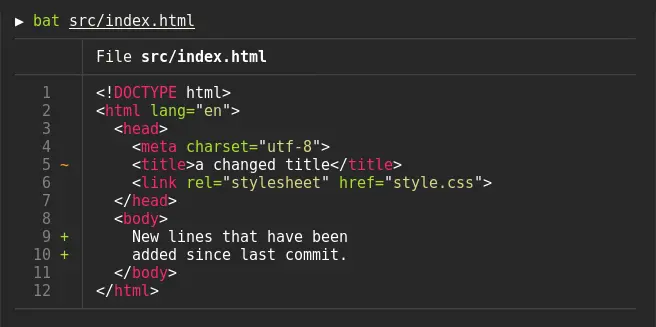 ▶ bat src/index.html
File src/index.html
1 <!DOCTYPE html>
2 <html lang="en">
3 <head>
4 <meta charset="utf-8">
5 ~ <title>a changed title</title>
6 <link rel="stylesheet" href="style.css">
7 </head>
8 <body>
9 + New lines that have been
10 + added since last commit.
11 </body>
12 </html>